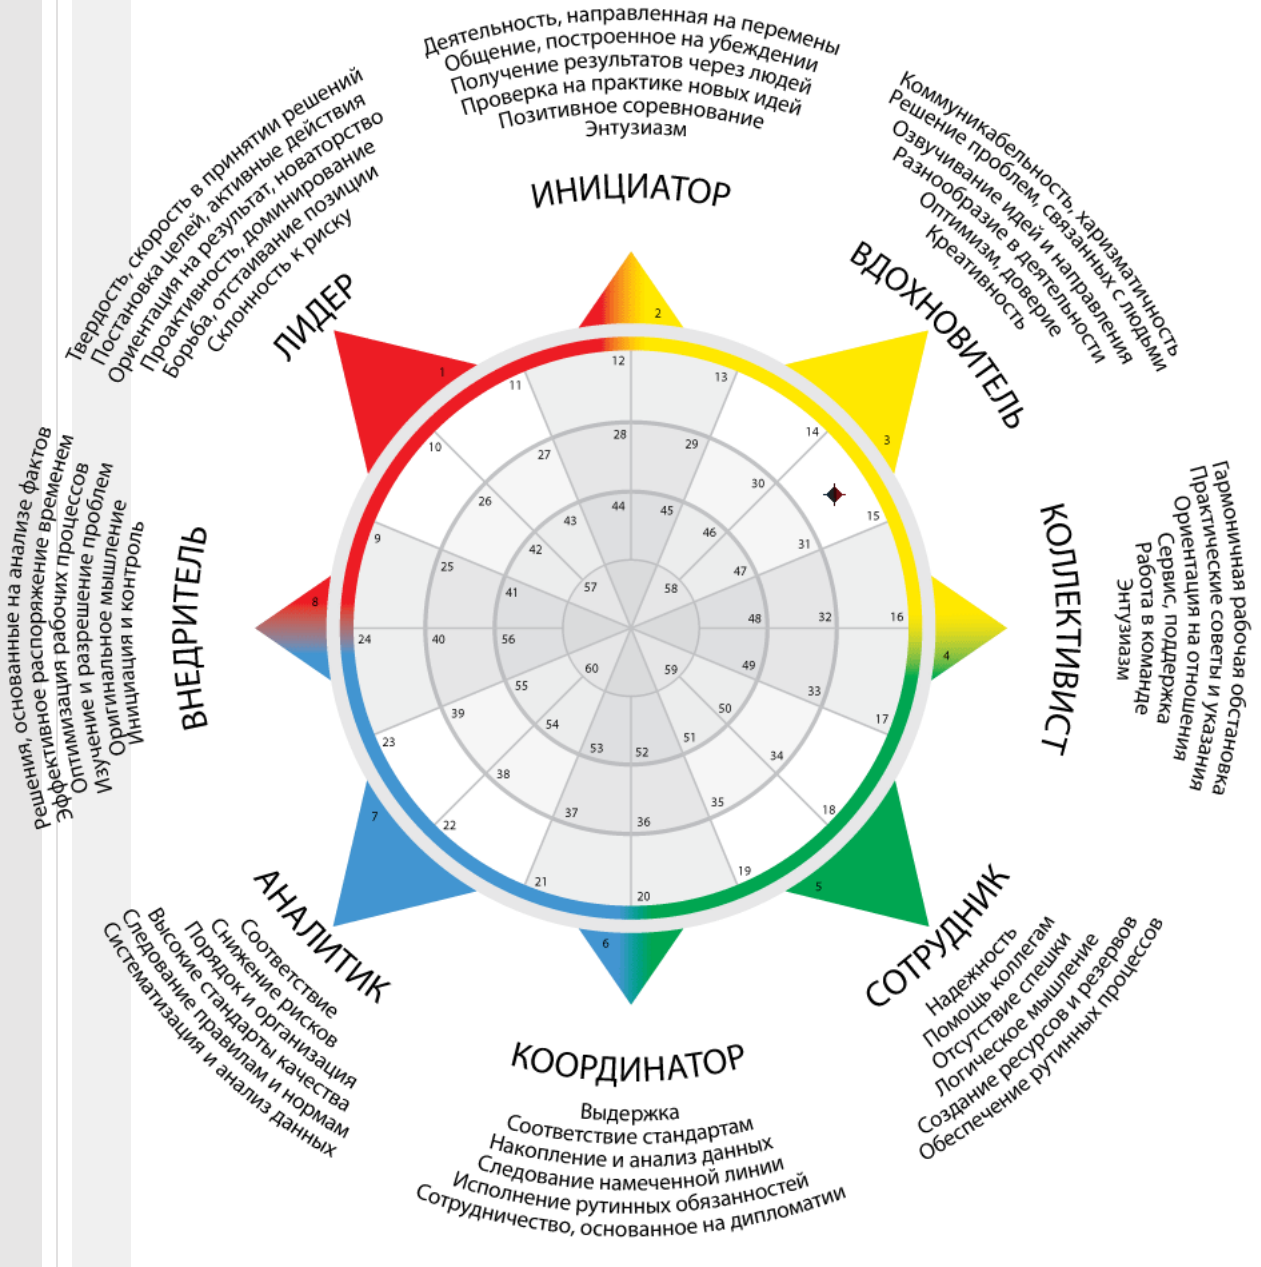 Деятельность, направленная на перемены
Общение, построенное на убеждении
Получение результатов через людей
Проверка на практике новых идей
Позитивное соревнование
Энтузиазм
ИНИЦИАТОР
Коммуникабельность, харизматичность
Решение проблем, связанных с людьми
Озвучивание идей и направления
Разнообразие в деятельности
Оптимизм, доверие
Креативность
ВДОХНОВИТЕЛЬ
Гармоничная рабочая обстановка
Практические советы и указания
Ориентация на отношения
Сервис, поддержка
Работа в команде
Энтузиазм
КОЛЛЕКТИВИСТ
СОТРУДНИК
Надежность
Помощь коллегам
Отсутствие спешки
Логическое мышление
Создание ресурсов и резервов
Обеспечение рутинных процессов
КООРДИНАТОР
Выдержка
Соответствие стандартам
Накопление и анализ данных
Следование намеченной линии
Исполнение рутинных обязанностей
Сотрудничество, основанное на дипломатии
АНАЛИТИК
Соответствие
Снижение рисков
Порядок и организация
Высокие стандарты качества
Следование правилам и нормам
Систематизация и анализ данных
Решения, основанные на анализе фактов
Эффективное распоряжение временем
Оптимизация рабочих процессов
Изучение и разрешение проблем
Оригинальное мышление
Инициация и контроль
ВНЕДРИТЕЛЬ
Твердость, скорость в принятии решений
Постановка целей, активные действия
Ориентация на результат, новаторство
Проактивность, доминирование
Борьба, отстаивание позиции
Склонность к риску
ЛИДЕР
1
2
3
4
5
6
7
8
9
10
11
12
13
14
15
16
17
18
19
20
21
22
23
24
25
26
27
28
29
30
31
32
33
34
35
36
37
38
39
40
41
42
43
44
45
46
47
48
49
50
51
52
53
54
55
56
57
58
59
60